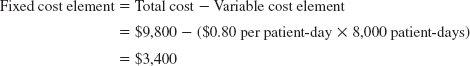 Fixed cost element = Total cost − Variable cost element
= $9,800 − ($0.80 per patient-day × 8,000 patient-days)
= $3,400